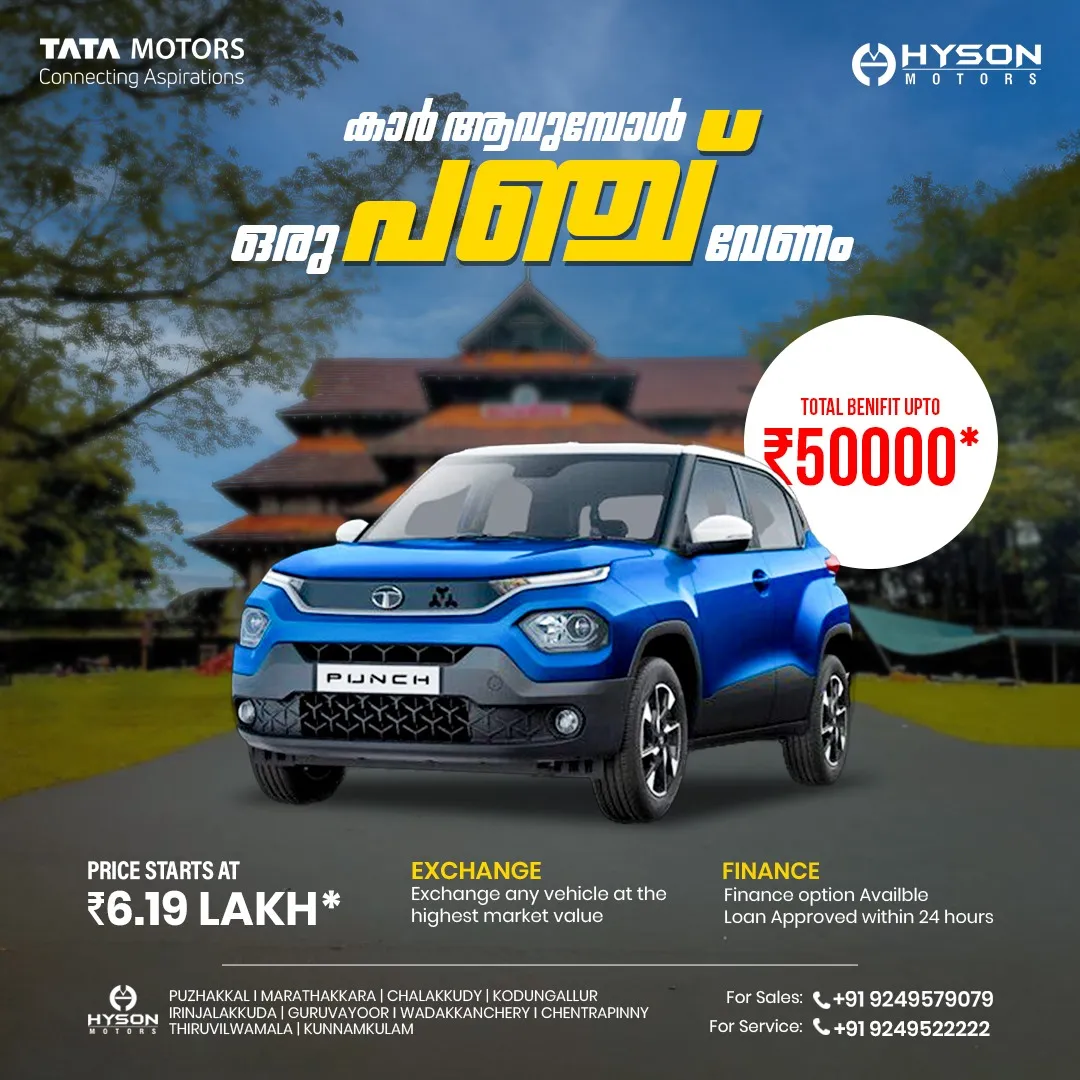 TATA MOTORS
Connecting Aspirations
HYSON
MOTORS
കാർ ആവുമ്പോൾ
ഒരു പഞ്ച് വേണം
TOTAL BENIFIT UPTO
₹50000*
PUNCH
PRICE STARTS AT
₹6.19 LAKH*
EXCHANGE
Exchange any vehicle at the
highest market value
FINANCE
Finance option Availble
Loan Approved within 24 hours
HYSON
MOTORS
PUZHAKKAL I MARATHAKKARA | CHALAKKUDY | KODUNGALLUR
IRINJALAKKUDA | GURUVAYOOR I WADAKKANCHERY I CHENTRAPINNY
THIRUVILWAMALA | KUNNAMKULAM
For Sales: +91 9249579079
For Service: +91 9249522222